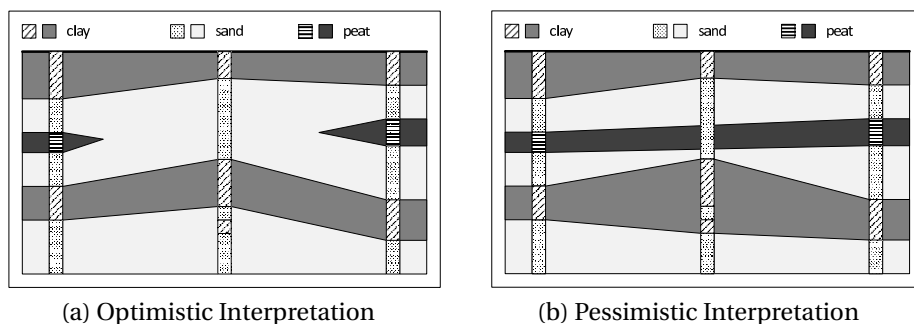 clay sand peat
clay sand peat
(a) Optimistic Interpretation
(b) Pessimistic Interpretation